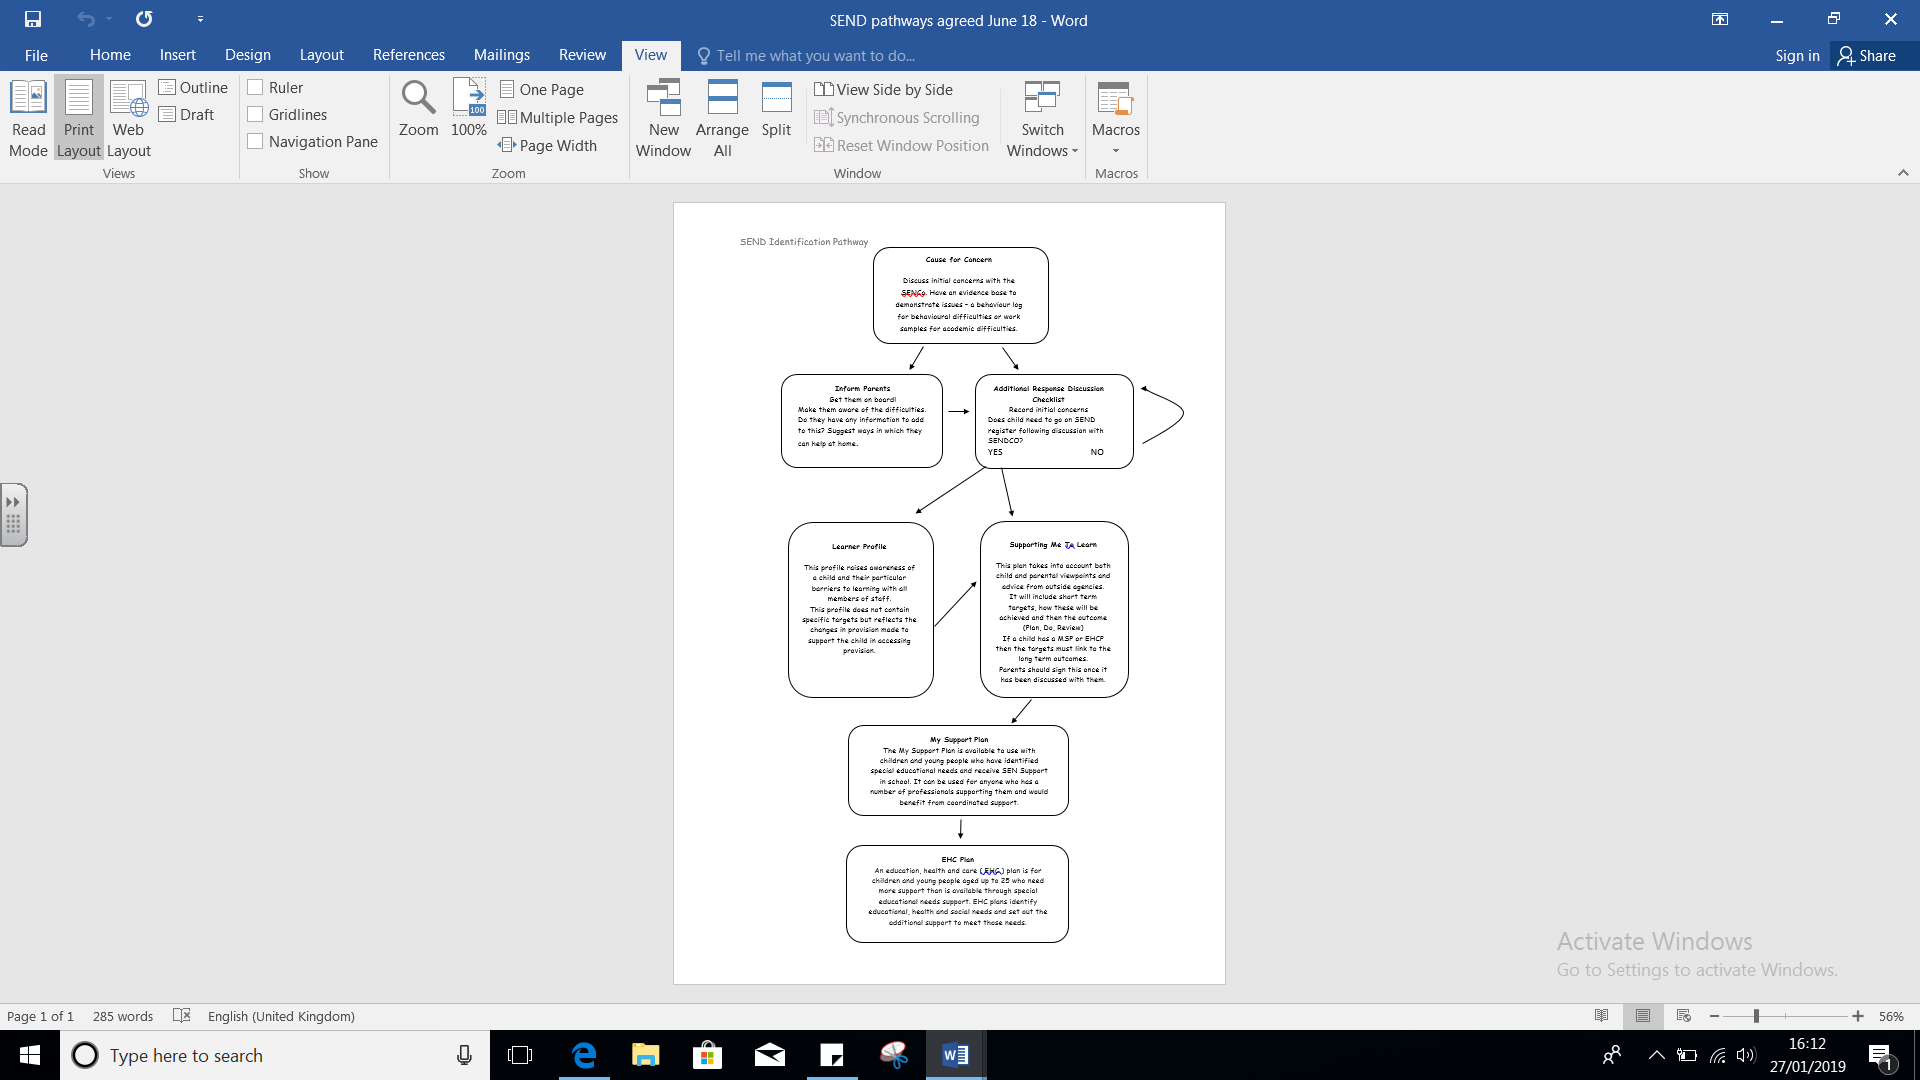 SEND pathways agreed June 18 - Word
File Home Insert Design Layout References Mailings Review View Tell me what you want to do... Sign in Share
Read Mode
Print Layout
Web Layout
Outline
Draft
Views
Ruler
Gridlines
Navigation Pane
Show
Zoom
100
100%
One Page
Multiple Pages
Page Width
Zoom
New Window
Arrange All
Split
View Side by Side
Synchronous Scrolling
Reset Window Position
Window
Switch Windows
Macros
Macros
SEND Identification Pathway
Cause for Concern
Discuss initial concerns with the
SENCo. Have an evidence base to
demonstrate issues – a behaviour log
for behavioural difficulties or work
samples for academic difficulties.
Inform Parents
Get them on board!
Make them aware of the difficulties.
Do they have any information to add
to this? Suggest ways in which they
can help at home.
Additional Response Discussion
Checklist
Record initial concerns
Does child need to go on SEND
register following discussion with
SENDCO?
YES NO
Learner Profile
This profile raises awareness of
a child and their particular
barriers to learning with all
members of staff.
This profile does not contain
specific targets but reflects the
changes in provision made to
support the child in accessing
provision.
Supporting Me To Learn
This plan takes into account both
child and parental viewpoints and
advice from outside agencies.
It will include short term
targets, how these will be
achieved and then the outcome
(Plan, Do, Review)
If a child has a MSP or EHCP
then the targets must link to the
long term outcomes.
Parents should sign this once it
has been discussed with them.
My Support Plan
The My Support Plan is available to use with
children and young people who have identified
special educational needs and receive SEN Support
in school. It can be used for anyone who has a
number of professionals supporting them and would
benefit from coordinated support.
EHC Plan
An education, health and care ( EHC ) plan is for
children and young people aged up to 25 who need
more support than is available through special
educational needs support. EHC plans identify
educational, health and social needs and set out the
additional support to meet those needs.
Activate Windows
Go to Settings to activate Windows.
Page 1 of 1 285 words English (United Kingdom) 56%
Type here to search
16:12
27/01/2019
1